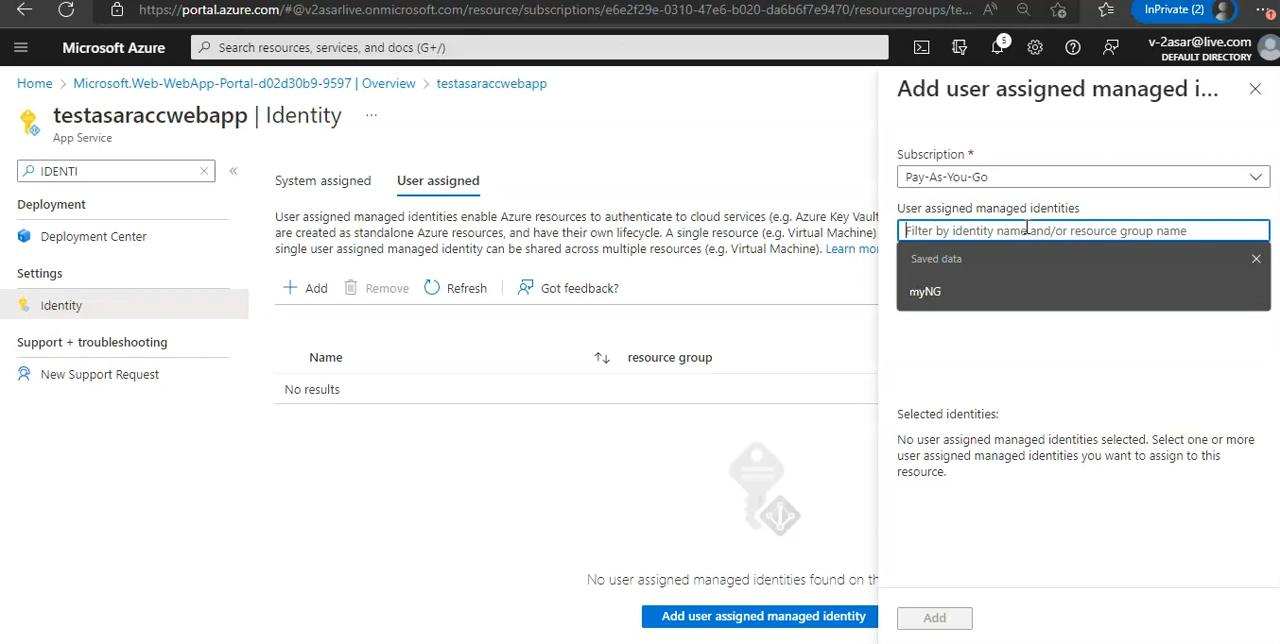 https://portal.azure.com/#@v2asarlive.onmicrosoft.com/resource/subscriptions/e6e2f29e-0310-47e6-b020-da6b6f7e9470/resourcegroups/te...
InPrivate (2)
Microsoft Azure
Search resources, services, and docs (G+/)
5
v-2asar@live.com
DEFAULT DIRECTORY
Home > Microsoft.Web-WebApp-Portal-d02d30b9-9597 | Overview > testasaraccwebapp
testasaraccwebapp | Identity ...
App Service
IDENTI
Deployment
Deployment Center
Settings
Identity
Support + troubleshooting
New Support Request
System assigned
User assigned
User assigned managed identities enable Azure resources to authenticate to cloud services (e.g. Azure Key Vault
are created as standalone Azure resources, and have their own lifecycle. A single resource (e.g. Virtual Machine)
single user assigned managed identity can be shared across multiple resources (e.g. Virtual Machine). Learn mor
Add
Remove
Refresh
Got feedback?
Name
resource group
No results
No user assigned managed identities found on th
Add user assigned managed identity
Add user assigned managed i...
Subscription *
Pay-As-You-Go
User assigned managed identities
Filter by identity name and/or resource group name
Saved data
myNG
Selected identities:
No user assigned managed identities selected. Select one or more
user assigned managed identities you want to assign to this
resource.
Add